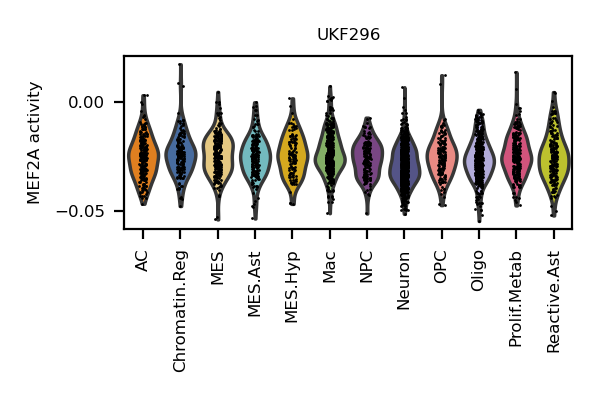 UKF296
MEF2A activity
0.00
−0.05
AC
Chromatin.Reg
MES
MES.Ast
MES.Hyp
Mac
NPC
Neuron
OPC
Oligo
Prolif.Metab
Reactive.Ast